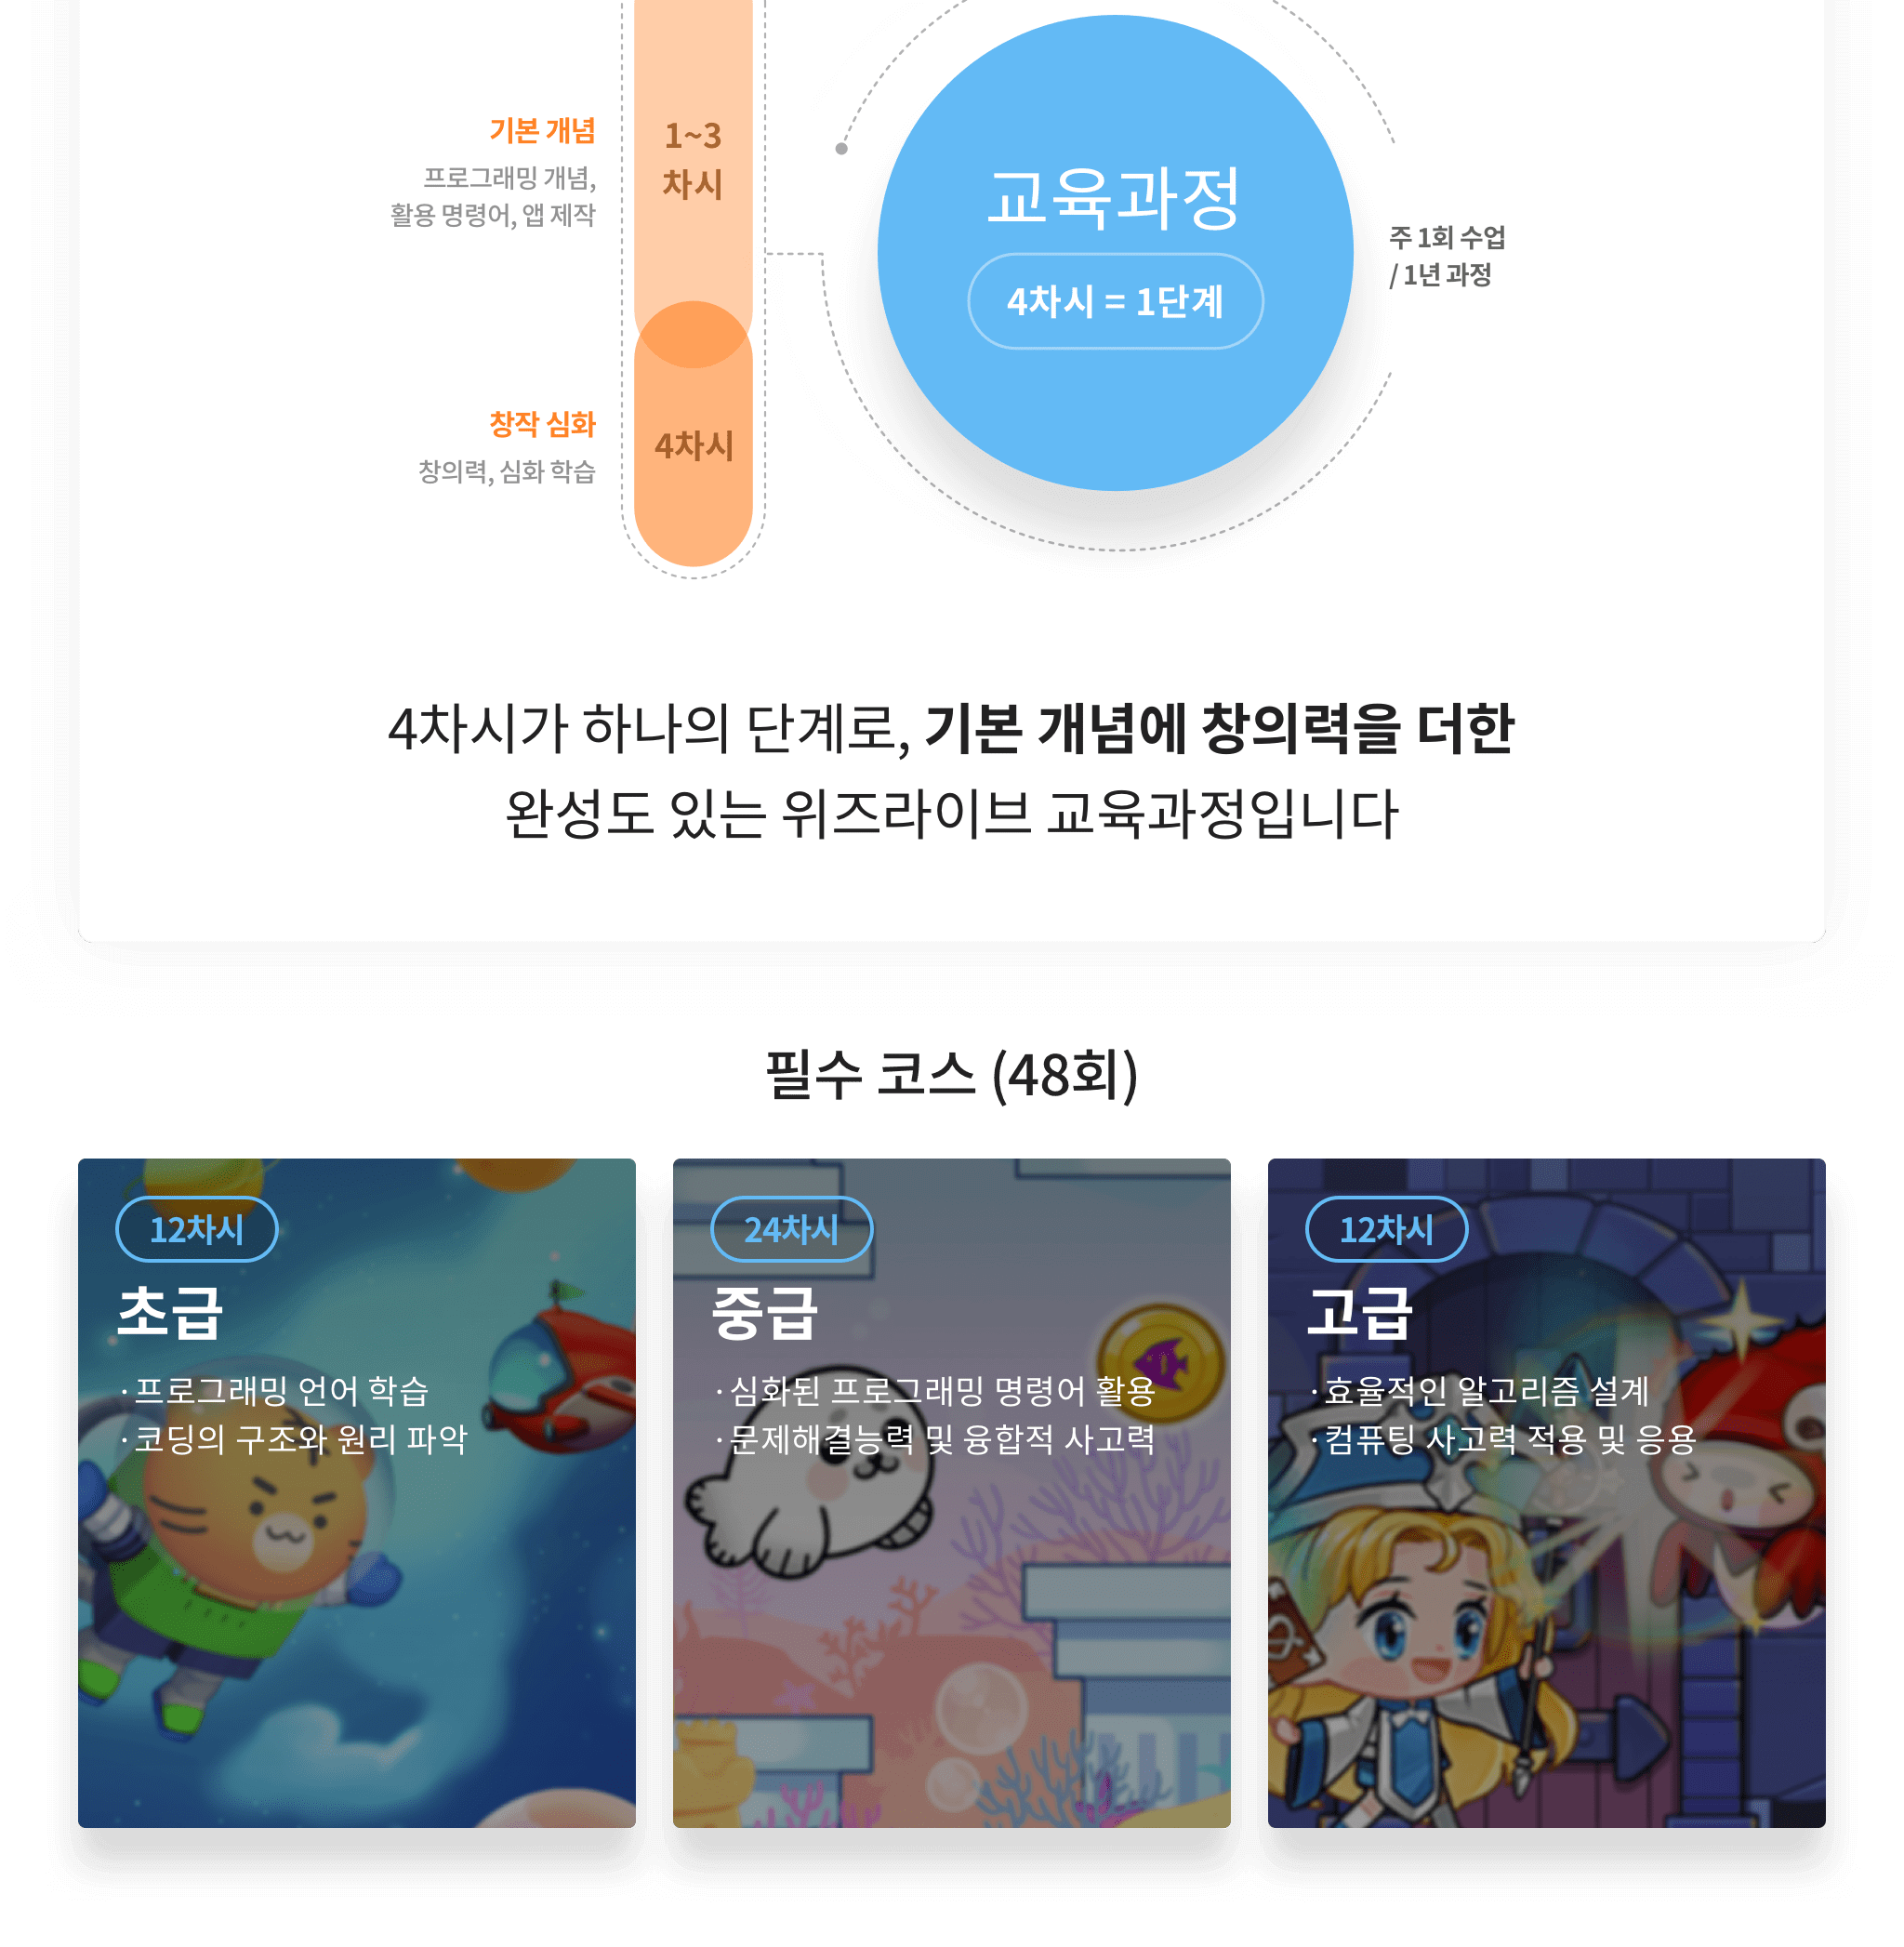 기본 개념
프로그래밍 개념,
활용 명령어, 앱 제작
1~3
차시
창작 심화
창의력, 심화 학습
4차시
교육과정
4차시 = 1단계
주 1회 수업
/ 1년 과정
4차시가 하나의 단계로, 기본 개념에 창의력을 더한
완성도 있는 위즈라이브 교육과정입니다
필수 코스 (48회)
12차시
초급
· 프로그래밍 언어 학습
· 코딩의 구조와 원리 파악
24차시
중급
· 심화된 프로그래밍 명령어 활용
· 문제해결능력 및 융합적 사고력
12차시
고급
· 효율적인 알고리즘 설계
· 컴퓨팅 사고력 적용 및 응용